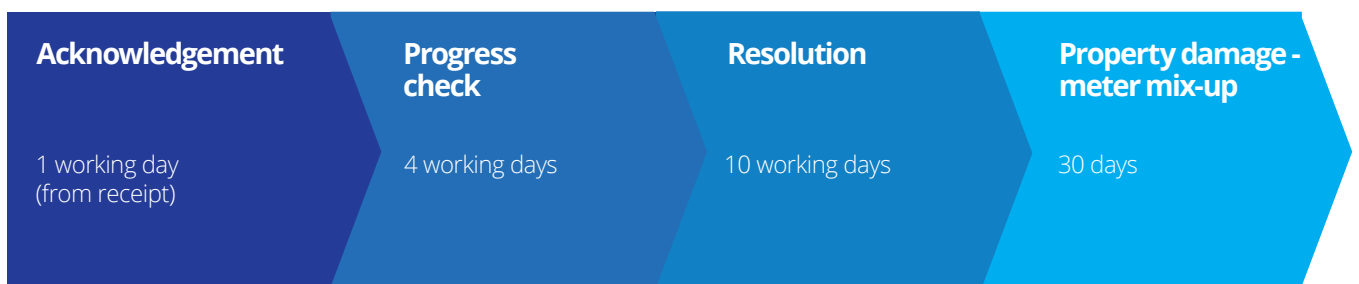 Acknowledgement
1 working day
(from receipt)
Progress
check
4 working days
Resolution
10 working days
Property damage -
meter mix-up
30 days